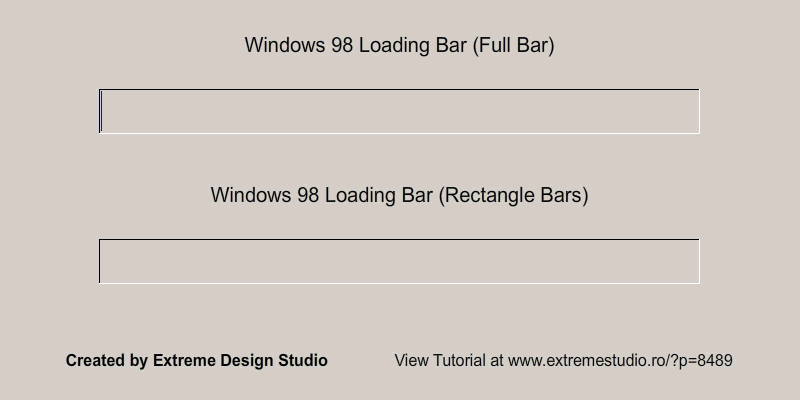 Windows 98 Loading Bar (Full Bar)
Windows 98 Loading Bar (Rectangle Bars)
Created by Extreme Design Studio View Tutorial at www.extremestudio.ro/?p=8489